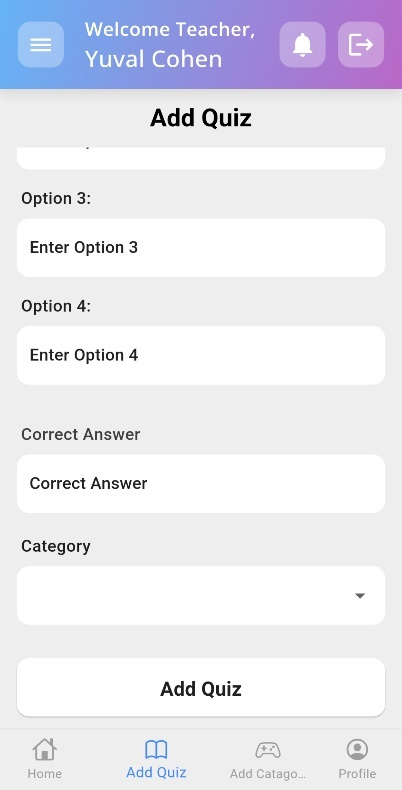 Welcome Teacher,
Yuval Cohen
Add Quiz
Option 3:
Enter Option 3
Option 4:
Enter Option 4
Correct Answer
Correct Answer
Category
Add Quiz
Home
Add Quiz
Add Catago...
Profile